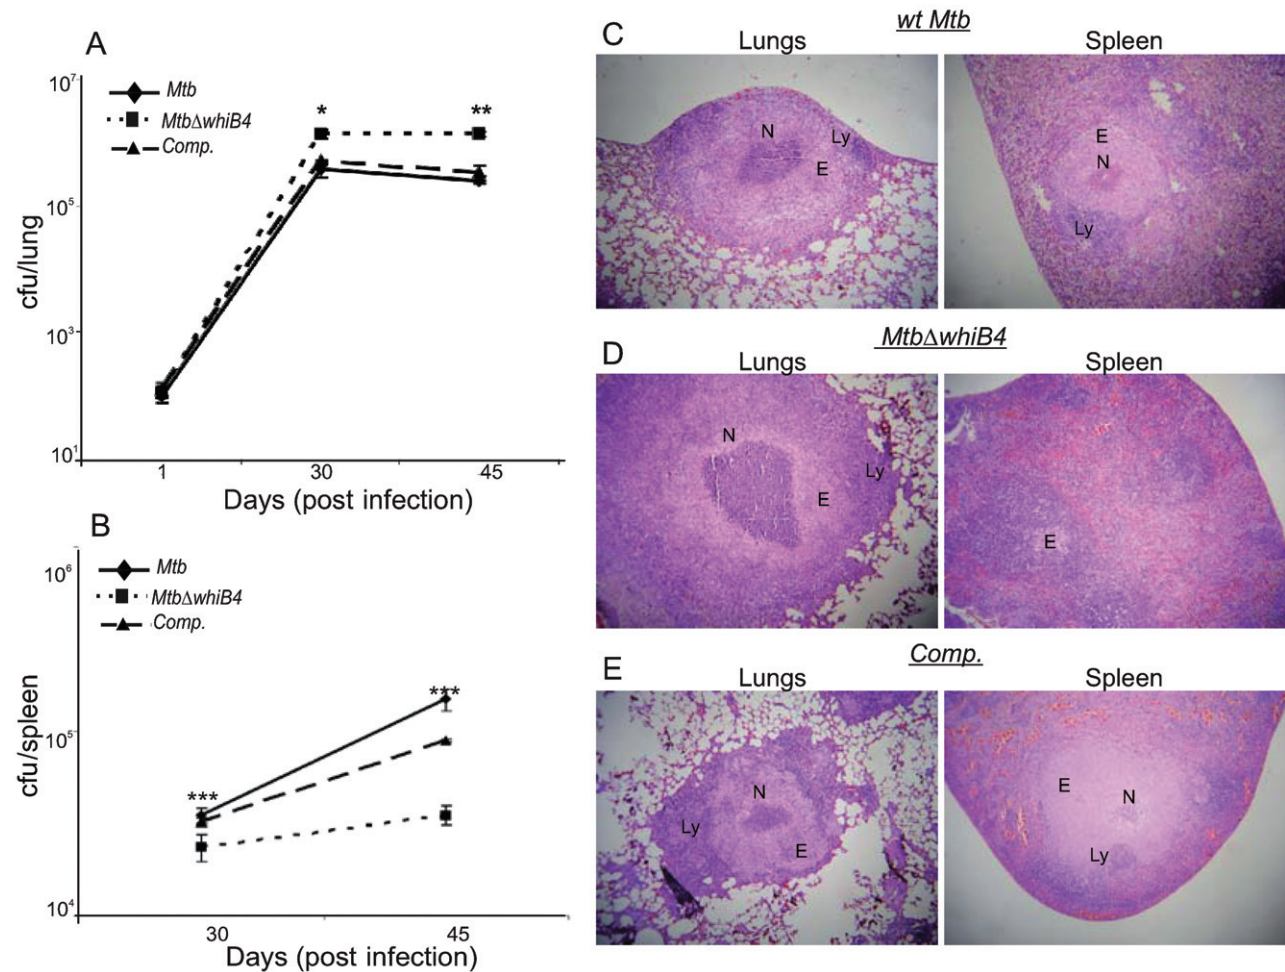 A
10⁷
Mtb
MtbΔwhiB4
Comp.
*
**
10⁵
10³
10¹
cfu/lung
1
30
45
Days (post infection)
B
10⁶
Mtb
MtbΔwhiB4
Comp.
***
***
10⁵
10⁴
cfu/spleen
30
45
Days (post infection)
C
wt Mtb
Lungs
Spleen
N
Ly
E
E
N
Ly
D
MtbΔwhiB4
Lungs
Spleen
N
Ly
E
E
E
Comp.
Lungs
Spleen
N
Ly
E
E
N
Ly